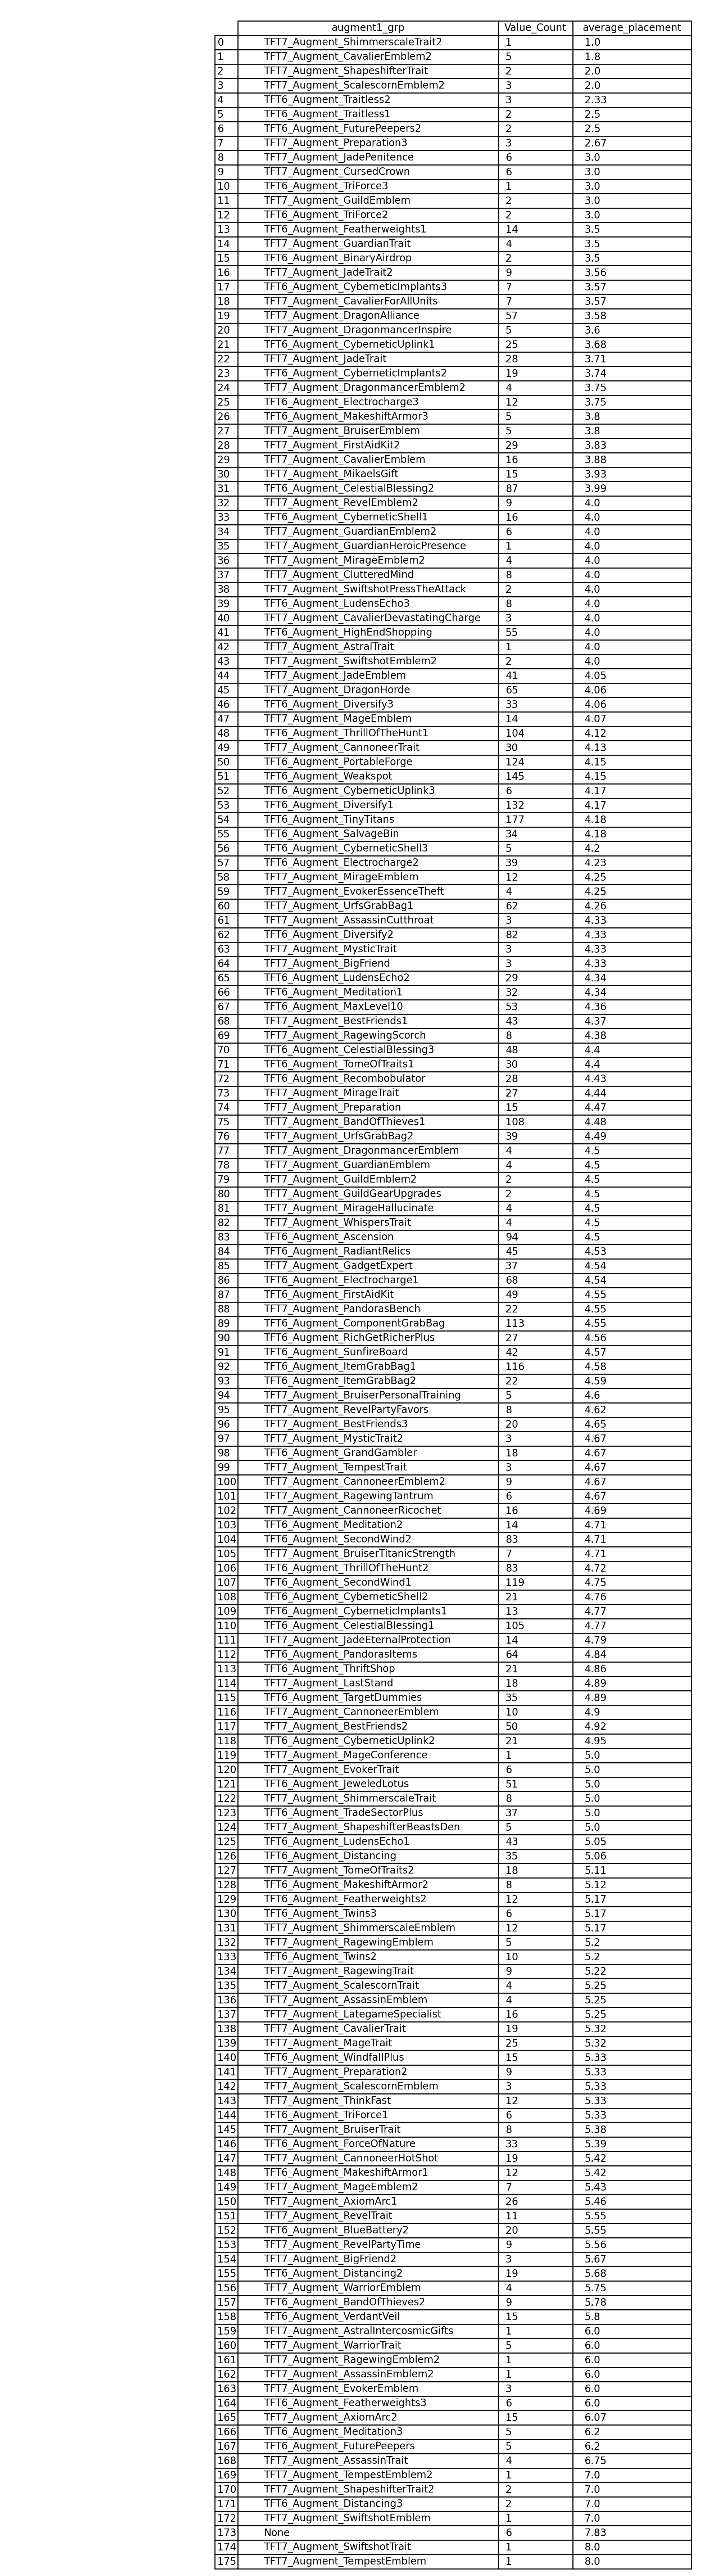 augment1_grp Value_Count average_placement
0 TFT7_Augment_ShimmerscaleTrait2 1 1.0
1 TFT7_Augment_CavalierEmblem2 5 1.8
2 TFT7_Augment_ShapeshifterTrait 2 2.0
3 TFT7_Augment_ScalescornEmblem2 3 2.0
4 TFT6_Augment_Traitless2 3 2.33
5 TFT6_Augment_Traitless1 2 2.5
6 TFT6_Augment_FuturePeepers2 2 2.5
7 TFT7_Augment_Preparation3 3 2.67
8 TFT7_Augment_JadePenitence 6 3.0
9 TFT7_Augment_CursedCrown 6 3.0
10 TFT6_Augment_TriForce3 1 3.0
11 TFT7_Augment_GuildEmblem 2 3.0
12 TFT6_Augment_TriForce2 2 3.0
13 TFT6_Augment_Featherweights1 14 3.5
14 TFT7_Augment_GuardianTrait 4 3.5
15 TFT6_Augment_BinaryAirdrop 2 3.5
16 TFT7_Augment_JadeTrait2 9 3.56
17 TFT6_Augment_CyberneticImplants3 7 3.57
18 TFT7_Augment_CavalierForAllUnits 7 3.57
19 TFT7_Augment_DragonAlliance 57 3.58
20 TFT7_Augment_DragonmancerInspire 5 3.6
21 TFT6_Augment_CyberneticUplink1 25 3.68
22 TFT7_Augment_JadeTrait 28 3.71
23 TFT6_Augment_CyberneticImplants2 19 3.74
24 TFT7_Augment_DragonmancerEmblem2 4 3.75
25 TFT6_Augment_Electrocharge3 12 3.75
26 TFT6_Augment_MakeshiftArmor3 5 3.8
27 TFT7_Augment_BruiserEmblem 5 3.8
28 TFT7_Augment_FirstAidKit2 29 3.83
29 TFT7_Augment_CavalierEmblem 16 3.88
30 TFT7_Augment_MikaelsGift 15 3.93
31 TFT6_Augment_CelestialBlessing2 87 3.99
32 TFT7_Augment_RevelEmblem2 9 4.0
33 TFT6_Augment_CyberneticShell1 16 4.0
34 TFT7_Augment_GuardianEmblem2 6 4.0
35 TFT7_Augment_GuardianHeroicPresence 1 4.0
36 TFT7_Augment_MirageEmblem2 4 4.0
37 TFT7_Augment_ClutteredMind 8 4.0
38 TFT7_Augment_SwiftshotPressTheAttack 2 4.0
39 TFT6_Augment_LudensEcho3 8 4.0
40 TFT7_Augment_CavalierDevastatingCharge 3 4.0
41 TFT6_Augment_HighEndShopping 55 4.0
42 TFT7_Augment_AstralTrait 1 4.0
43 TFT7_Augment_SwiftshotEmblem2 2 4.0
44 TFT7_Augment_JadeEmblem 41 4.05
45 TFT7_Augment_DragonHorde 65 4.06
46 TFT6_Augment_Diversify3 33 4.06
47 TFT7_Augment_MageEmblem 14 4.07
48 TFT6_Augment_ThrillOfTheHunt1 104 4.12
49 TFT7_Augment_CannoneerTrait 30 4.13
50 TFT6_Augment_PortableForge 124 4.15
51 TFT6_Augment_Weakspot 145 4.15
52 TFT6_Augment_CyberneticUplink3 6 4.17
53 TFT6_Augment_Diversify1 132 4.17
54 TFT6_Augment_TinyTitans 177 4.18
55 TFT6_Augment_SalvageBin 34 4.18
56 TFT6_Augment_CyberneticShell3 5 4.2
57 TFT6_Augment_Electrocharge2 39 4.23
58 TFT7_Augment_MirageEmblem 12 4.25
59 TFT7_Augment_EvokerEssenceTheft 4 4.25
60 TFT7_Augment_UrfsGrabBag1 62 4.26
61 TFT7_Augment_AssassinCutthroat 3 4.33
62 TFT6_Augment_Diversify2 82 4.33
63 TFT7_Augment_MysticTrait 3 4.33
64 TFT7_Augment_BigFriend 3 4.33
65 TFT6_Augment_LudensEcho2 29 4.34
66 TFT6_Augment_Meditation1 32 4.34
67 TFT6_Augment_MaxLevel10 53 4.36
68 TFT7_Augment_BestFriends1 43 4.37
69 TFT7_Augment_RagewingScorch 8 4.38
70 TFT6_Augment_CelestialBlessing3 48 4.4
71 TFT6_Augment_TomeOfTraits1 30 4.4
72 TFT6_Augment_Recombobulator 28 4.43
73 TFT7_Augment_MirageTrait 27 4.44
74 TFT7_Augment_Preparation 15 4.47
75 TFT7_Augment_BandOfThieves1 108 4.48
76 TFT7_Augment_UrfsGrabBag2 39 4.49
77 TFT7_Augment_DragonmancerEmblem 4 4.5
78 TFT7_Augment_GuardianEmblem 4 4.5
79 TFT7_Augment_GuildEmblem2 2 4.5
80 TFT7_Augment_GuildGearUpgrades 2 4.5
81 TFT7_Augment_MirageHallucinate 4 4.5
82 TFT7_Augment_WhispersTrait 4 4.5
83 TFT6_Augment_Ascension 94 4.5
84 TFT6_Augment_RadiantRelics 45 4.53
85 TFT7_Augment_GadgetExpert 37 4.54
86 TFT6_Augment_Electrocharge1 68 4.54
87 TFT6_Augment_FirstAidKit 49 4.55
88 TFT7_Augment_PandorasBench 22 4.55
89 TFT6_Augment_ComponentGrabBag 113 4.55
90 TFT6_Augment_RichGetRicherPlus 27 4.56
91 TFT6_Augment_SunfireBoard 42 4.57
92 TFT6_Augment_ItemGrabBag1 116 4.58
93 TFT6_Augment_ItemGrabBag2 22 4.59
94 TFT7_Augment_BruiserPersonalTraining 5 4.6
95 TFT7_Augment_RevelPartyFavors 8 4.62
96 TFT7_Augment_BestFriends3 20 4.65
97 TFT7_Augment_MysticTrait2 3 4.67
98 TFT6_Augment_GrandGambler 18 4.67
99 TFT7_Augment_TempestTrait 3 4.67
100 TFT7_Augment_CannoneerEmblem2 9 4.67
101 TFT7_Augment_RagewingTantrum 6 4.67
102 TFT7_Augment_CannoneerRicochet 16 4.69
103 TFT6_Augment_Meditation2 14 4.71
104 TFT6_Augment_SecondWind2 83 4.71
105 TFT7_Augment_BruiserTitanicStrength 7 4.71
106 TFT6_Augment_ThrillOfTheHunt2 83 4.72
107 TFT6_Augment_SecondWind1 119 4.75
108 TFT6_Augment_CyberneticShell2 21 4.76
109 TFT6_Augment_CyberneticImplants1 13 4.77
110 TFT6_Augment_CelestialBlessing1 105 4.77
111 TFT7_Augment_JadeEternalProtection 14 4.79
112 TFT6_Augment_PandorasItems 64 4.84
113 TFT6_Augment_ThriftShop 21 4.86
114 TFT7_Augment_LastStand 18 4.89
115 TFT6_Augment_TargetDummies 35 4.89
116 TFT7_Augment_CannoneerEmblem 10 4.9
117 TFT7_Augment_BestFriends2 50 4.92
118 TFT6_Augment_CyberneticUplink2 21 4.95
119 TFT7_Augment_MageConference 1 5.0
120 TFT7_Augment_EvokerTrait 6 5.0
121 TFT6_Augment_JeweledLotus 51 5.0
122 TFT7_Augment_ShimmerscaleTrait 8 5.0
123 TFT6_Augment_TradeSectorPlus 37 5.0
124 TFT7_Augment_ShapeshifterBeastsDen 5 5.0
125 TFT6_Augment_LudensEcho1 43 5.05
126 TFT6_Augment_Distancing 35 5.06
127 TFT7_Augment_TomeOfTraits2 18 5.11
128 TFT6_Augment_MakeshiftArmor2 8 5.12
129 TFT6_Augment_Featherweights2 12 5.17
130 TFT6_Augment_Twins3 6 5.17
131 TFT7_Augment_ShimmerscaleEmblem 12 5.17
132 TFT7_Augment_RagewingEmblem 5 5.2
133 TFT6_Augment_Twins2 10 5.2
134 TFT7_Augment_RagewingTrait 9 5.22
135 TFT7_Augment_ScalescornTrait 4 5.25
136 TFT7_Augment_AssassinEmblem 4 5.25
137 TFT7_Augment_LategameSpecialist 16 5.25
138 TFT7_Augment_CavalierTrait 19 5.32
139 TFT7_Augment_MageTrait 25 5.32
140 TFT6_Augment_WindfallPlus 15 5.33
141 TFT7_Augment_Preparation2 9 5.33
142 TFT7_Augment_ScalescornEmblem 3 5.33
143 TFT7_Augment_ThinkFast 12 5.33
144 TFT6_Augment_TriForce1 6 5.33
145 TFT7_Augment_BruiserTrait 8 5.38
146 TFT6_Augment_ForceOfNature 33 5.39
147 TFT7_Augment_CannoneerHotShot 19 5.42
148 TFT6_Augment_MakeshiftArmor1 12 5.42
149 TFT7_Augment_MageEmblem2 7 5.43
150 TFT7_Augment_AxiomArc1 26 5.46
151 TFT7_Augment_RevelTrait 11 5.55
152 TFT6_Augment_BlueBattery2 20 5.55
153 TFT7_Augment_RevelPartyTime 9 5.56
154 TFT7_Augment_BigFriend2 3 5.67
155 TFT6_Augment_Distancing2 19 5.68
156 TFT7_Augment_WarriorEmblem 4 5.75
157 TFT6_Augment_BandOfThieves2 9 5.78
158 TFT6_Augment_VerdantVeil 15 5.8
159 TFT7_Augment_AstralIntercosmicGifts 1 6.0
160 TFT7_Augment_WarriorTrait 5 6.0
161 TFT7_Augment_RagewingEmblem2 1 6.0
162 TFT7_Augment_AssassinEmblem2 1 6.0
163 TFT7_Augment_EvokerEmblem 3 6.0
164 TFT6_Augment_Featherweights3 6 6.0
165 TFT7_Augment_AxiomArc2 15 6.07
166 TFT6_Augment_Meditation3 5 6.2
167 TFT6_Augment_FuturePeepers 5 6.2
168 TFT7_Augment_AssassinTrait 4 6.75
169 TFT7_Augment_TempestEmblem2 1 7.0
170 TFT7_Augment_ShapeshifterTrait2 2 7.0
171 TFT6_Augment_Distancing3 2 7.0
172 TFT7_Augment_SwiftshotEmblem 1 7.0
173 None 6 7.83
174 TFT7_Augment_SwiftshotTrait 1 8.0
175 TFT7_Augment_TempestEmblem 1 8.0